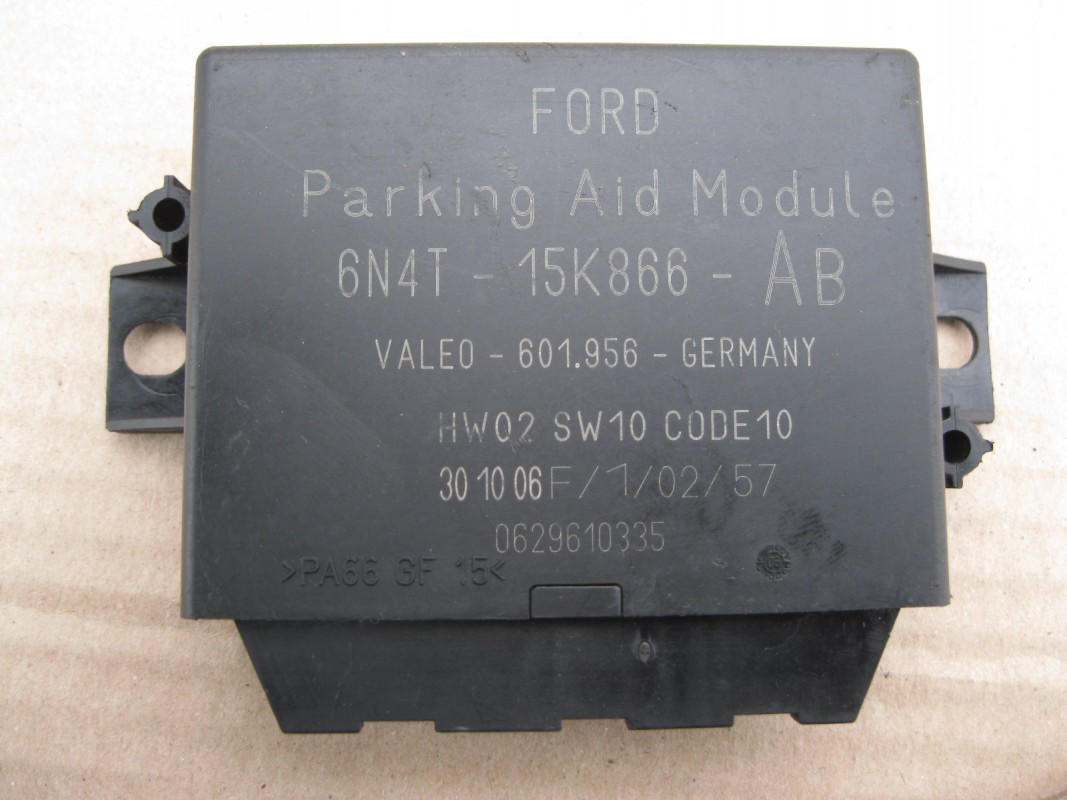 FORD
Parking Aid Module
6N4T - 15K866 - AB
VALEO - 601.956 - GERMANY
HW02 SW10 CODE10
30 10 06 F/1/02/57
0629610335
>PA66 GF 15<